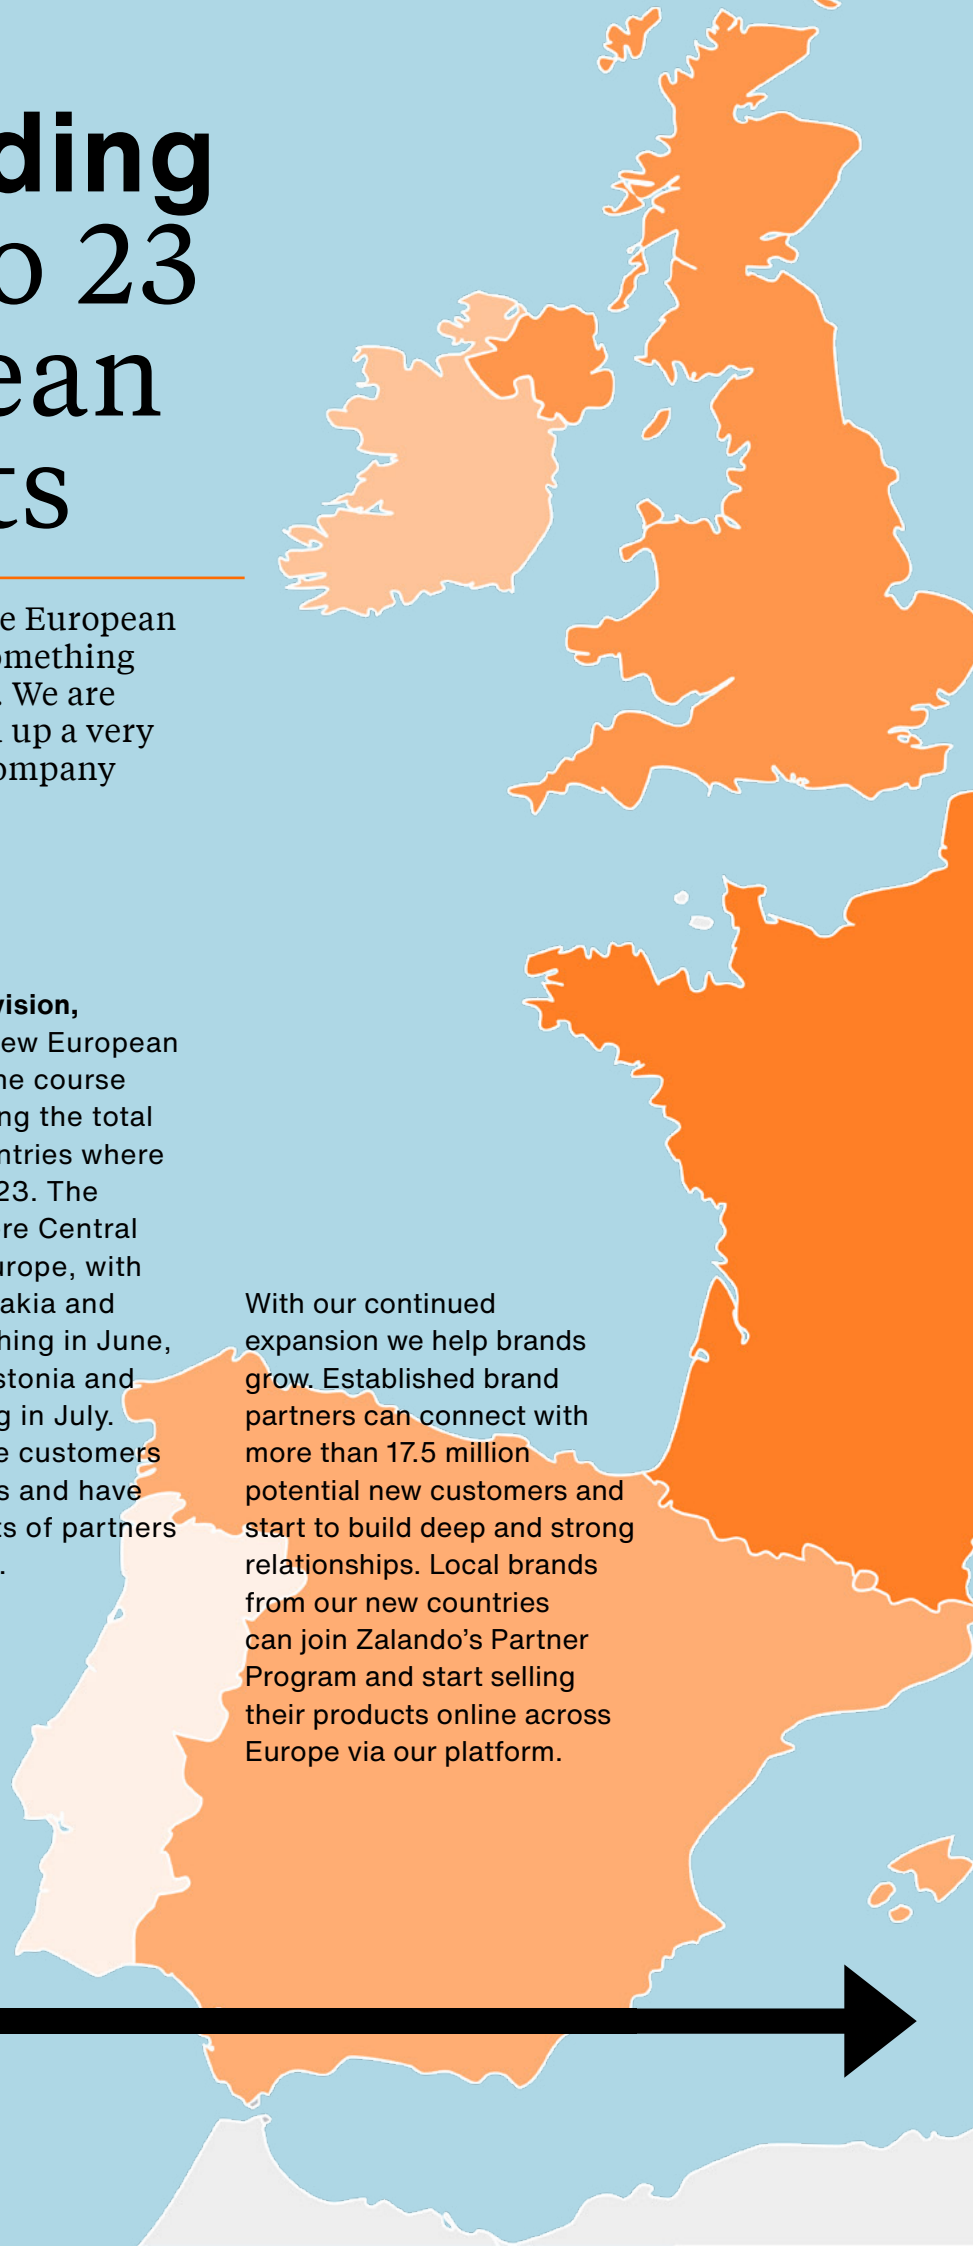 ding
o 23
ean
ts
e European
omething
. We are
up a very
ompany
vision,
ew European
he course
ng the total
ntries where
23. The
re Central
urope, with
akia and
hing in June,
stonia and
g in July.
e customers
s and have
ts of partners
.
With our continued
expansion we help brands
grow. Established brand
partners can connect with
more than 17.5 million
potential new customers and
start to build deep and strong
relationships. Local brands
from our new countries
can join Zalando’s Partner
Program and start selling
their products online across
Europe via our platform.